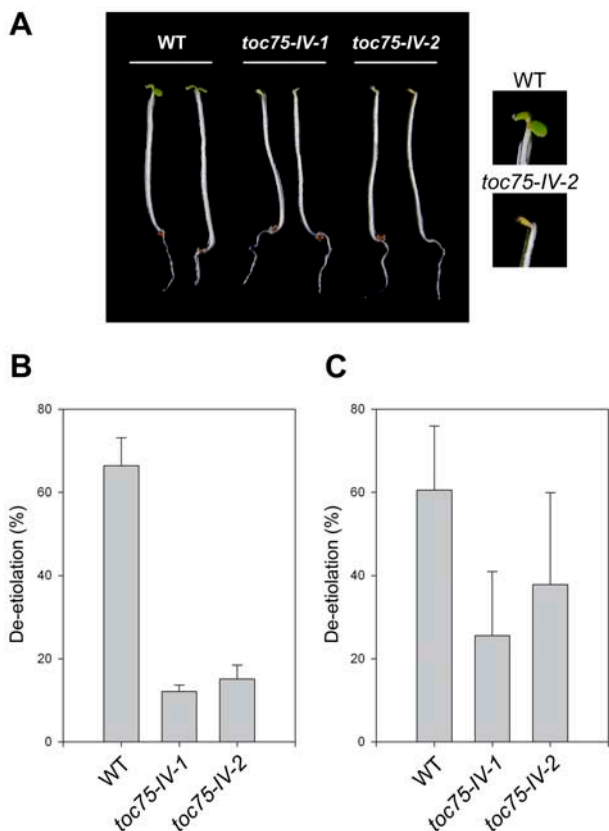 A
WT toc75-IV-1 toc75-IV-2
WT
toc75-IV-2
B
De-etiolation (%)
80
60
40
20
0
WT toc75-IV-1 toc75-IV-2
C
De-etiolation (%)
80
60
40
20
0
WT toc75-IV-1 toc75-IV-2